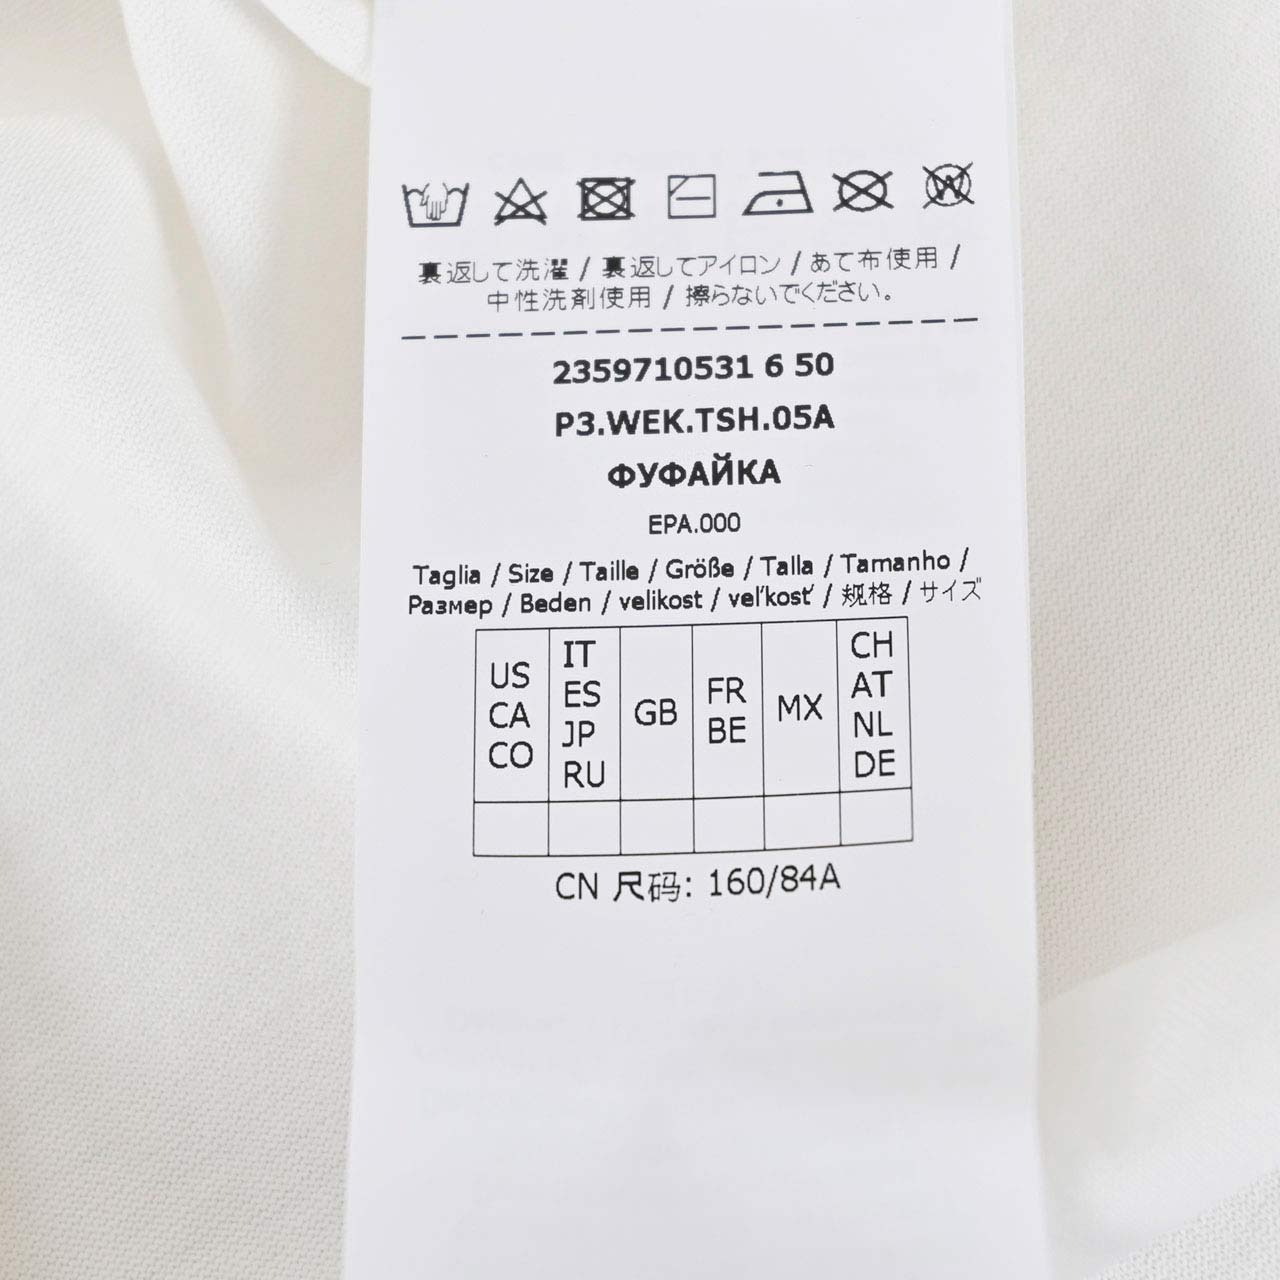 裏返して洗濯 / 裏返してアイロン / あて布使用 /
中性洗剤使用 / 擦らないでください。
2359710531 6 50
P3.WEK.TSH.05A
ФУФАЙКА
EPA.000
Taglia / Size / Taille / Größe / Talla / Tamanho /
Размер / Beden / velikost / veľkosť / 规格 / サイズ
US CA CO
IT ES JP RU
GB
FR BE
MX
CH AT NL DE
CN 尺码: 160/84A